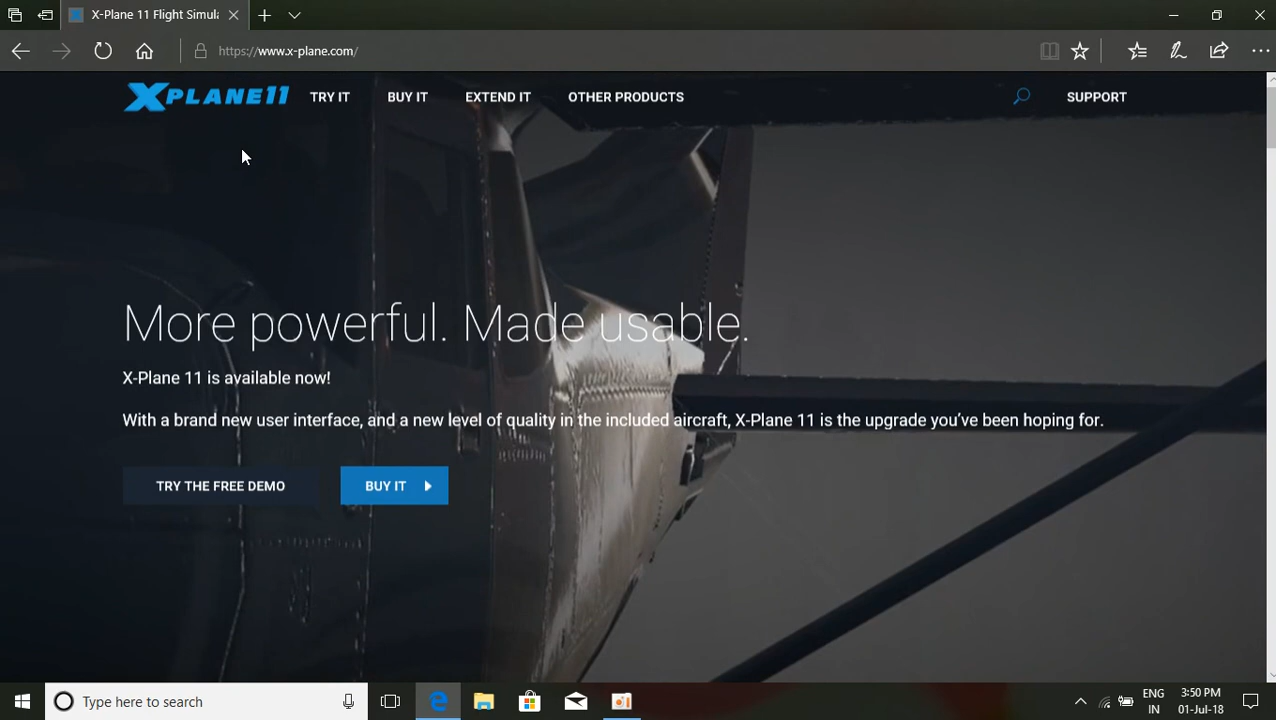 X-Plane 11 Flight Simula
https://www.x-plane.com/
XPLANE11
TRY IT
BUY IT
EXTEND IT
OTHER PRODUCTS
SUPPORT
More powerful. Made usable.
X-Plane 11 is available now!
With a brand new user interface, and a new level of quality in the included aircraft, X-Plane 11 is the upgrade you’ve been hoping for.
TRY THE FREE DEMO
BUY IT
Type here to search
ENG
IN
3:50 PM
01-Jul-18